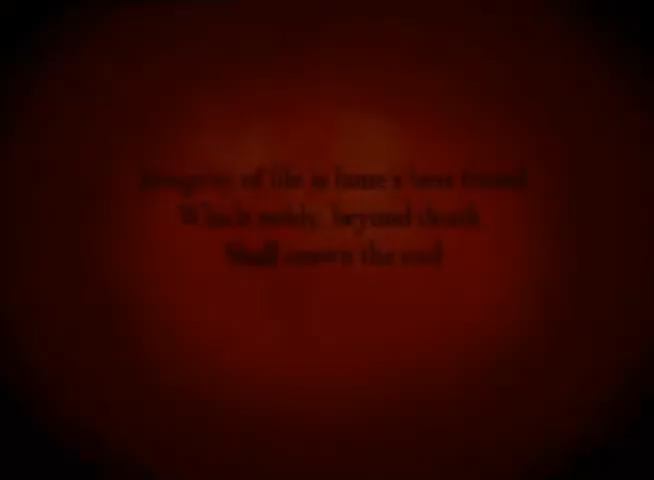 Integrity of life is fame's best friend
Which nobly, beyond death
Shall crown the end